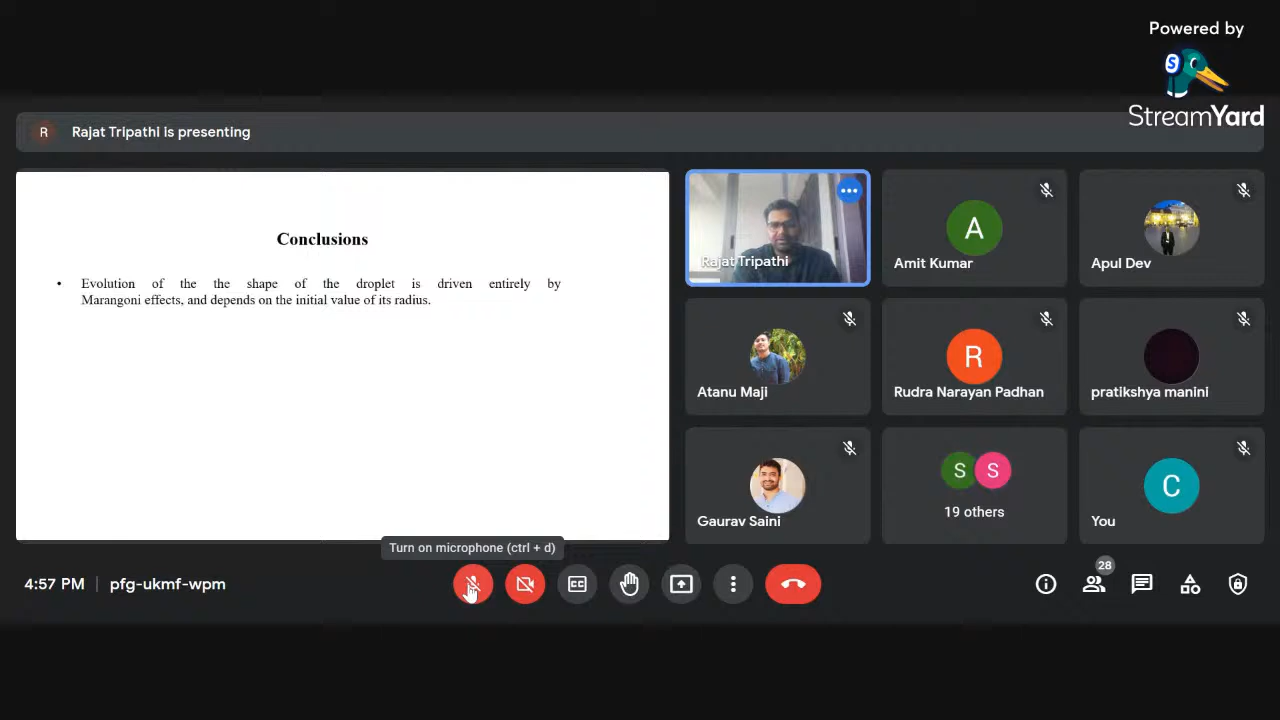 Powered by
S
StreamYard
R
Rajat Tripathi is presenting
Conclusions
• Evolution of the the shape of the droplet is driven entirely by
Marangoni effects, and depends on the initial value of its radius.
Rajat Tripathi
A
Amit Kumar
Apul Dev
Atanu Maji
R
Rudra Narayan Padhan
pratikshya manini
Gaurav Saini
S S
19 others
C
You
Turn on microphone (ctrl + d)
4:57 PM | pfg-ukmf-wpm
CC
28